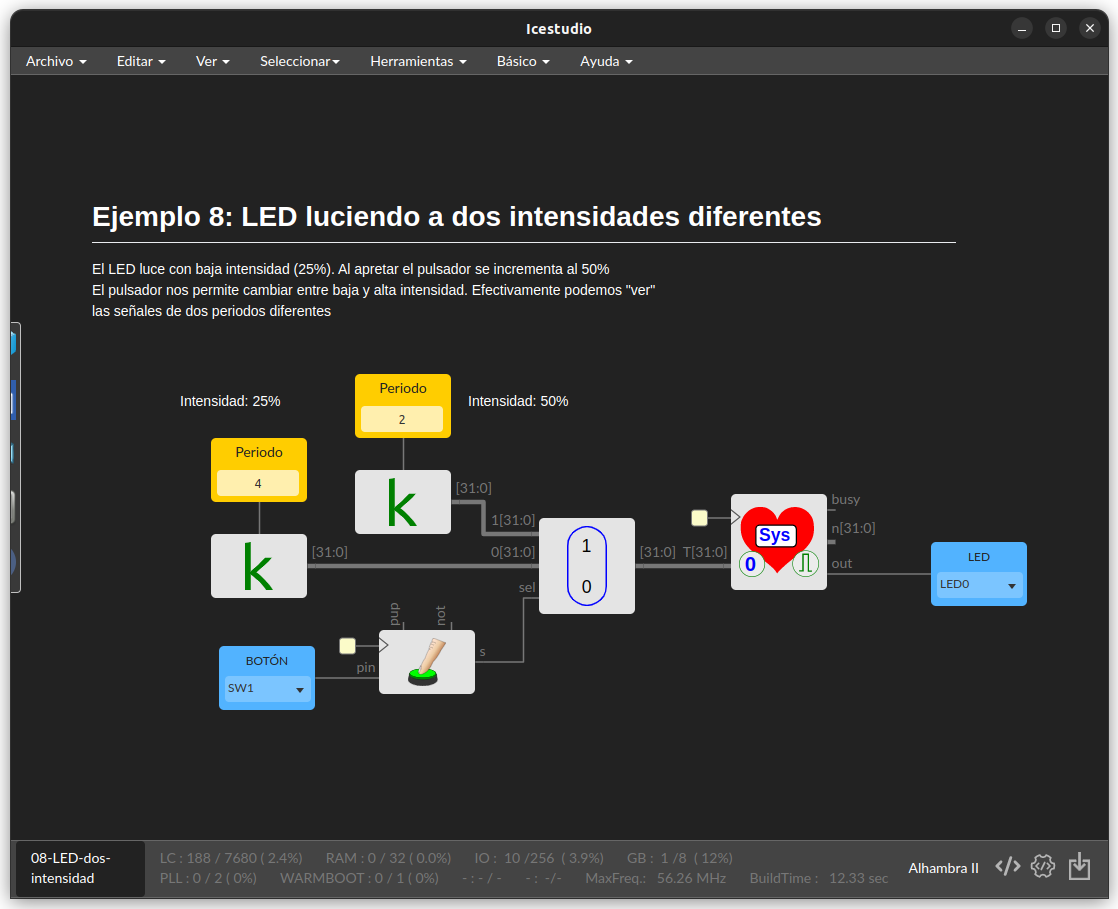 Icestudio
Archivo Editar Ver Seleccionar Herramientas Básico Ayuda
Ejemplo 8: LED luciendo a dos intensidades diferentes
El LED luce con baja intensidad (25%). Al apretar el pulsador se incrementa al 50%
El pulsador nos permite cambiar entre baja y alta intensidad. Efectivamente podemos "ver"
las señales de dos periodos diferentes
Periodo
2
Intensidad: 25%
Intensidad: 50%
Periodo
4
k
[31:0]
1[31:0]
k
[31:0]
0[31:0]
sel
1
0
[31:0] T[31:0]
Sys
0
busy
n[31:0]
out
LED
LED0
pup
not
pin
s
BOTÓN
SW1
08-LED-dos-
intensidad
LC : 188 / 7680 ( 2.4%) RAM : 0 / 32 ( 0.0%) IO : 10 /256 ( 3.9%) GB : 1 /8 ( 12%)
PLL : 0 / 2 ( 0%) WARMBOOT : 0 / 1 ( 0%) - : - / - - : -/- MaxFreq.: 56.26 MHz BuildTime : 12.33 sec
Alhambra II